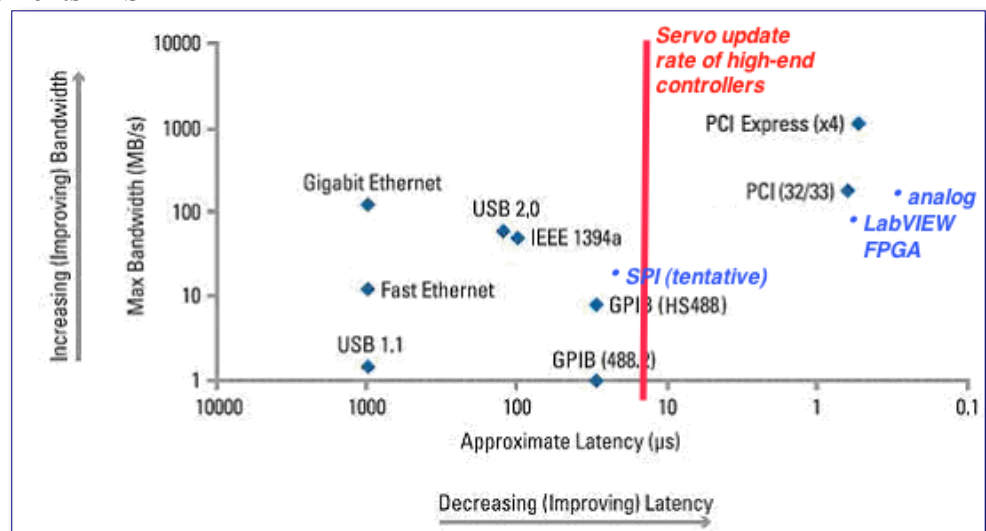 Servo update
rate of high-end
controllers
10000
1000
100
10
1
Increasing (Improving) Bandwidth
Max Bandwidth (MB/s)
PCI Express (x4)
Gigabit Ethernet
PCI (32/33)
* analog
USB 2,0
* LabVIEW
FPGA
IEEE 1394a
* SPI (tentative)
Fast Ethernet
GPIB (HS488)
USB 1.1
GPIB (488.2)
10000 1000 100 10 1 0.1
Approximate Latency (µs)
Decreasing (Improving) Latency